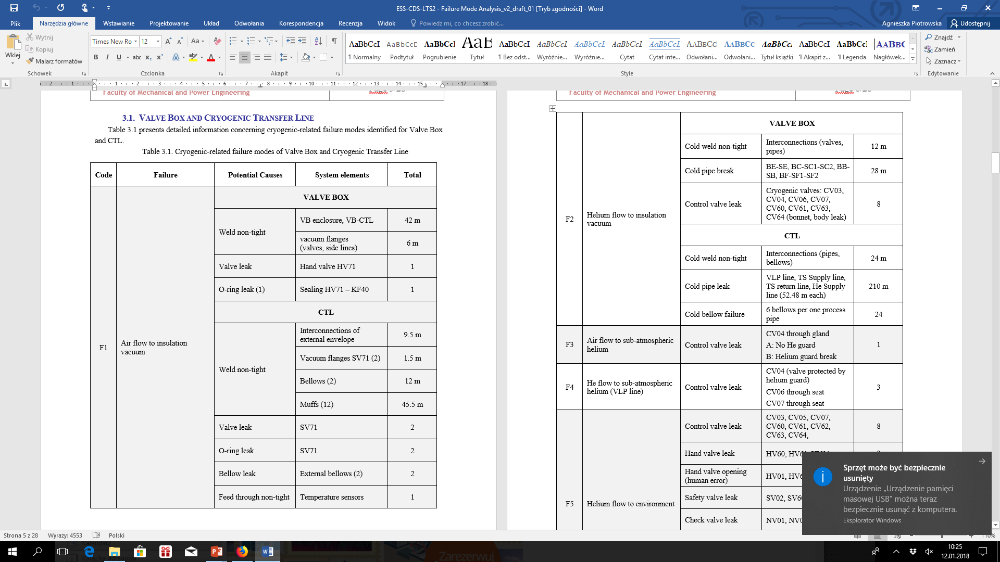 ESS-CDS-LTS2 - Failure Mode Analysis_v2_draft_01 [Tryb zgodności] - Word
Plik
Narzędzia główne
Wstawianie
Projektowanie
Układ
Odwołania
Korespondencja
Recenzja
Widok
Powiedz mi, co chcesz zrobić...
Agnieszka Piotrowska
Udostępnij
Wklej
Wytnij
Kopiuj
Malarz formatów
Schowek
Times New Ro
12
Czcionka
Akapit
AaBbCcI
¶ Normalny
AaBbCcD
Podtytuł
AaBbCcI
Pogrubienie
AaB
Tytuł
AaBbCcI
¶ Bez odst...
AaBbCcL
Wyróżnie...
AaBbCcL
Wyróżnie...
AaBbCcL
Cytat
AaBbCcI
Cytat inte...
AaBbCC
Odwołani...
AaBbCc
Odwołani...
AaBbCcI
Tytuł książki
AaBbCcI
¶ Akapit z...
AaBbCcI
¶ Legenda
AaBbC
Nagłówek...
Style
Znajdź
Zamień
Zaznacz
Edytowanie
Faculty of Mechanical and Power Engineering
3.1. VALVE BOX AND CRYOGENIC TRANSFER LINE
Table 3.1 presents detailed information concerning cryogenic-related failure modes identified for Valve Box
and CTL.
Table 3.1. Cryogenic-related failure modes of Valve Box and Cryogenic Transfer Line
Code Failure Potential Causes System elements Total
F1
Air flow to insulation
vacuum
VALVE BOX
Weld non-tight
VB enclosure, VB-CTL 42 m
vacuum flanges
(valves, side lines) 6 m
Valve leak Hand valve HV71 1
O-ring leak (1) Sealing HV71 – KF40 1
CTL
Weld non-tight
Interconnections of
external envelope 9.5 m
Vacuum flanges SV71 (2) 1.5 m
Bellows (2) 12 m
Muffs (12) 45.5 m
Valve leak SV71 2
O-ring leak SV71 2
Bellow leak External bellows (2) 2
Feed through non-tight Temperature sensors 1
Faculty of Mechanical and Power Engineering
F2
Helium flow to insulation
vacuum
VALVE BOX
Cold weld non-tight
Interconnections (valves,
pipes) 12 m
Cold pipe break
BE-SE, BC-SC1-SC2, BB-
SB, BF-SF1-SF2 28 m
Control valve leak
Cryogenic valves: CV03,
CV04, CV06, CV07,
CV60, CV61, CV63,
CV64 (bonnet, body leak) 8
CTL
Cold weld non-tight
Interconnections (pipes,
bellows) 24 m
Cold pipe leak
VLP line, TS Supply line,
TS return line, He Supply
line (52.48 m each) 210 m
Cold bellow failure
6 bellows per one process
pipe 24
F3
Air flow to sub-atmospheric
helium
Control valve leak
CV04 through gland
A: No He guard
B: Helium guard break
1
F4
He flow to sub-atmospheric
helium (VLP line)
Control valve leak
CV04 (valve protected by
helium guard)
CV06 through seat
CV07 through seat
3
F5
Helium flow to environment
Control valve leak
CV03, CV05, CV07,
CV60, CV61, CV62,
CV63, CV64,
8
Hand valve leak HV60,
Hand valve opening
(human error) HV01,
Safety valve leak SV02,
Check valve leak NV01,
Sprzęt może być bezpiecznie
usunięty
Urządzenie „Urządzenie pamięci
masowej USB” można teraz
bezpiecznie usunąć z komputera.
Eksplorator Windows
Strona 5 z 28
Wyrazy: 4553
Polski
110%
Zarezerwuj
10:25
12.01.2018